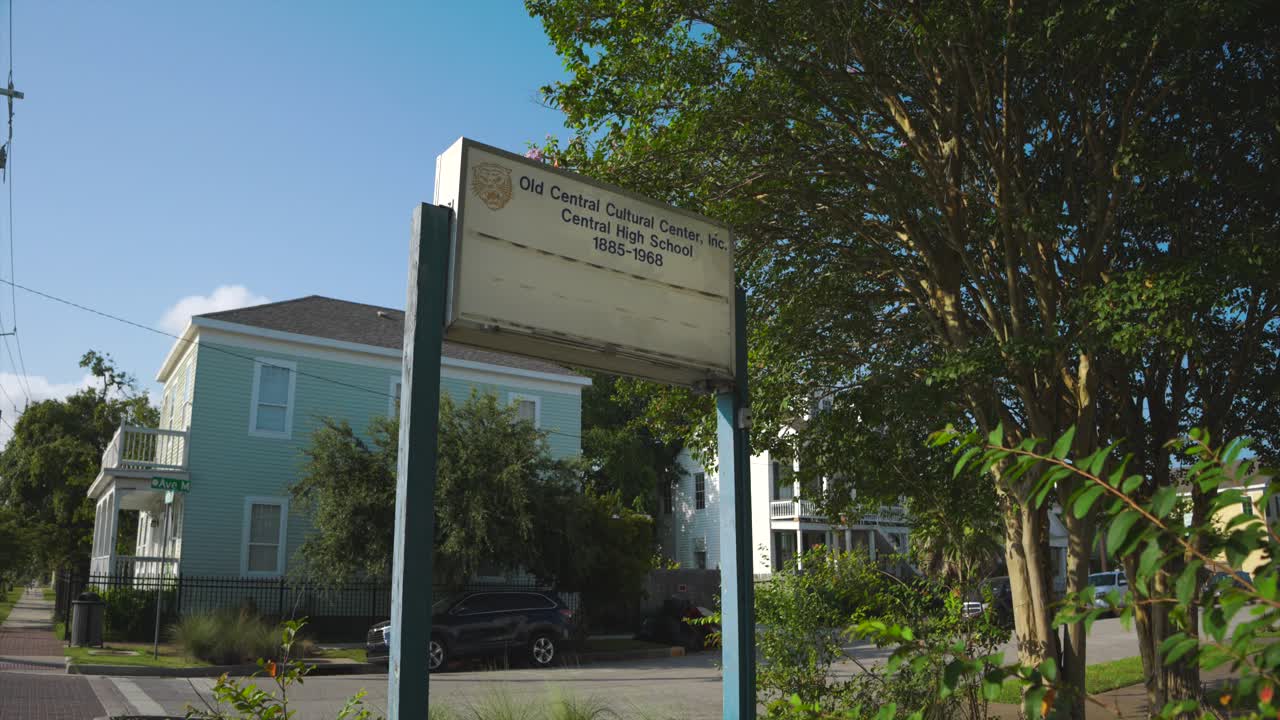 Old Central Cultural Center, Inc.
Central High School
1885-1968
Ave M